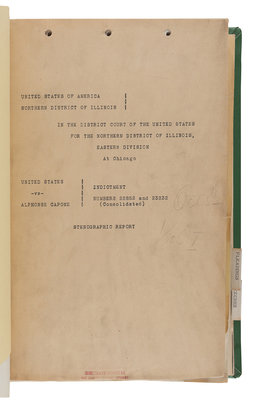 UNITED STATES OF AMERICA
NORTHERN DISTRICT OF ILLINOIS
IN THE DISTRICT COURT OF THE UNITED STATES
FOR THE NORTHERN DISTRICT OF ILLINOIS,
EASTERN DIVISION
At Chicago
UNITED STATES
-vs-
ALPHONSE CAPONE
INDICTMENT
NUMBERS 22852 and 23232
(Consolidated)
STENOGRAPHIC REPORT